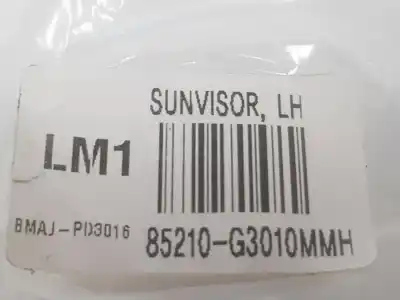 SUNVISOR, LH
LM1
BMAJ-PD3016
85210-G3010MMH